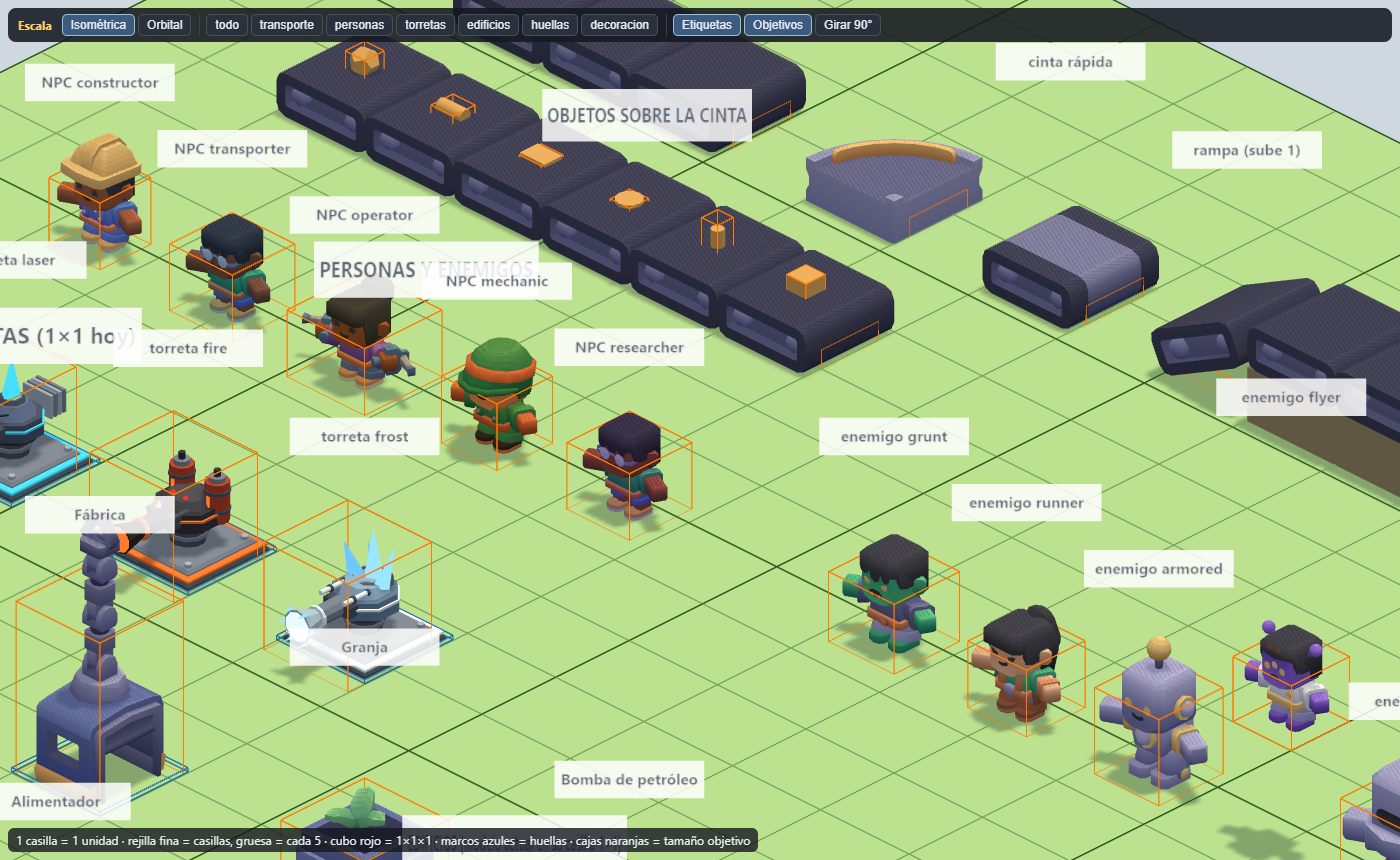 Escala Isométrica Orbital todo transporte personas torretas edificios huellas decoracion Etiquetas Objetivos Girar 90°
cinta rápida
NPC constructor
OBJETOS SOBRE LA CINTA
NPC transporter
rampa (sube 1)
NPC operator
eta laser
PERSONAS Y ENEMIGOS
NPC mechanic
TAS (1×1 hoy)
torreta fire
NPC researcher
enemigo flyer
torreta frost
enemigo grunt
enemigo runner
Fábrica
enemigo armored
Granja
ene
Bomba de petróleo
Alimentador
1 casilla = 1 unidad · rejilla fina = casillas, gruesa = cada 5 · cubo rojo = 1×1×1 · marcos azules = huellas · cajas naranjas = tamaño objetivo